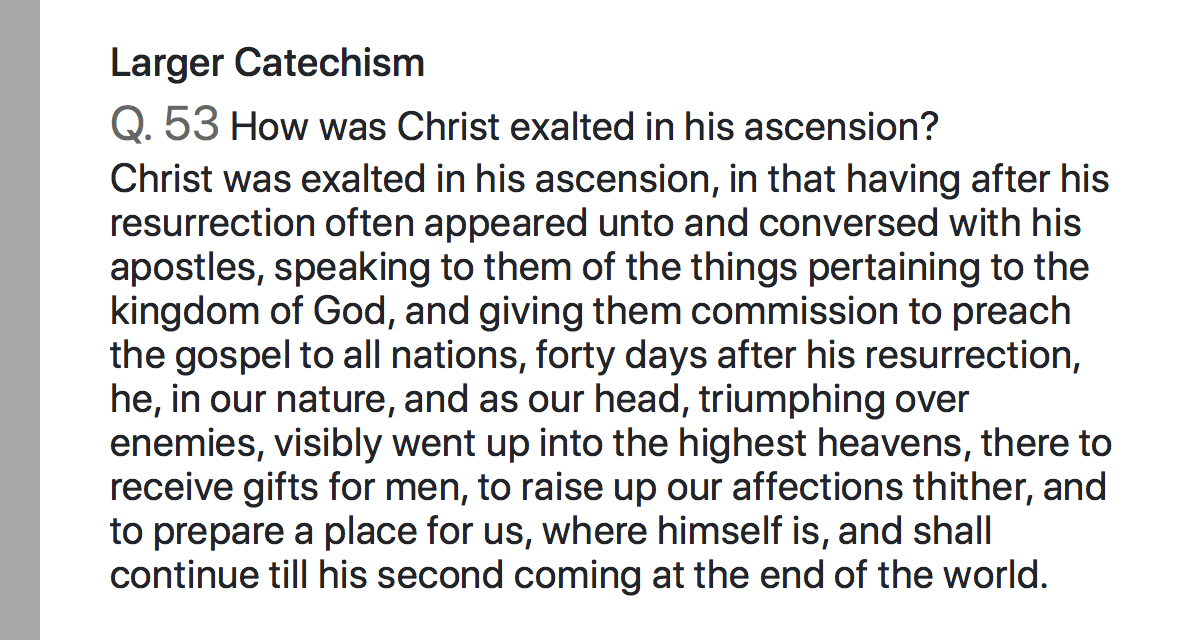 Larger Catechism
Q. 53 How was Christ exalted in his ascension?
Christ was exalted in his ascension, in that having after his
resurrection often appeared unto and conversed with his
apostles, speaking to them of the things pertaining to the
kingdom of God, and giving them commission to preach
the gospel to all nations, forty days after his resurrection,
he, in our nature, and as our head, triumphing over
enemies, visibly went up into the highest heavens, there to
receive gifts for men, to raise up our affections thither, and
to prepare a place for us, where himself is, and shall
continue till his second coming at the end of the world.